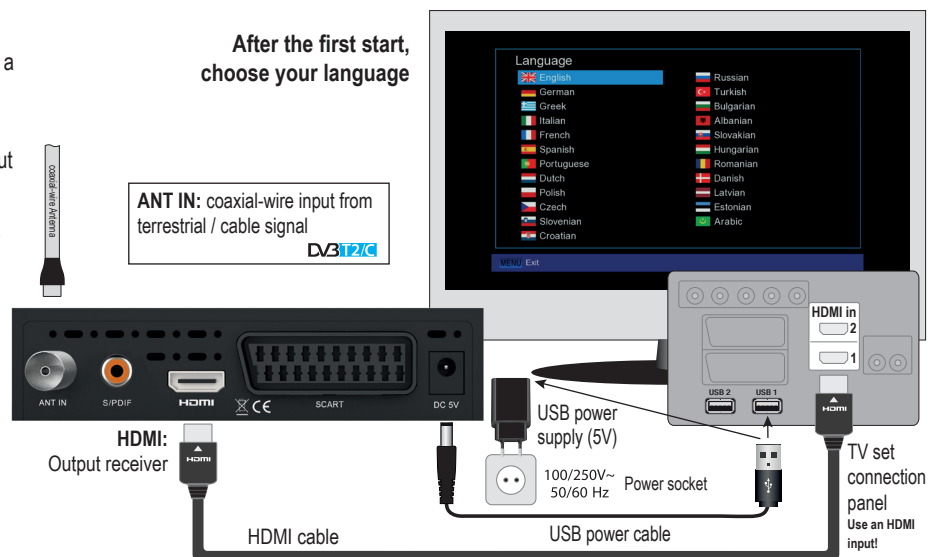 a
ut
After the first start,
choose your language
coaxial-wire Antenna
ANT IN: coaxial-wire input from
terrestrial / cable signal
DVB T2/C
Language
English
German
Greek
Italian
French
Spanish
Portuguese
Dutch
Polish
Czech
Slovenian
Croatian
Russian
Turkish
Bulgarian
Albanian
Slovakian
Hungarian
Romanian
Danish
Latvian
Estonian
Arabic
MENU Exit
HDMI in
2
1
USB 2
USB 1
HDMI
ANT IN
S/PDIF
HDMI
CE
SCART
DC 5V
HDMI:
Output receiver
HDMI
USB power
supply (5V)
100/250V~
50/60 Hz
Power socket
TV set
connection
panel
Use an HDMI
input!
HDMI cable
USB power cable